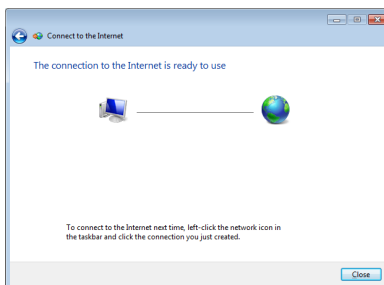 Connect to the Internet
The connection to the Internet is ready to use
To connect to the Internet next time, left-click the network icon in
the taskbar and click the connection you just created.
Close